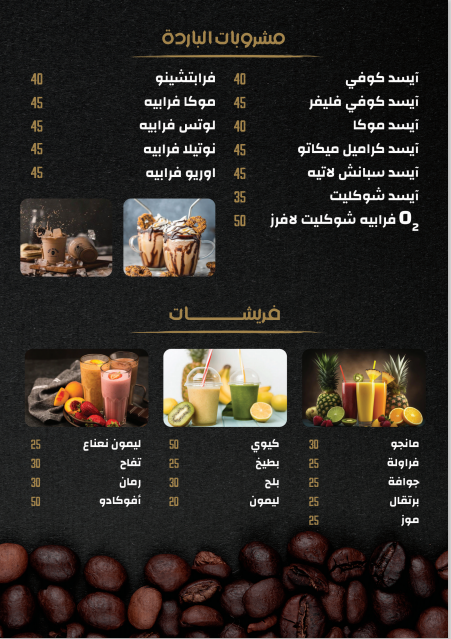 مشروبات الباردة
آيسد كوفي 40
آيسد كوفي فليفر 45
آيسد موكا 40
آيسد كراميل ميكاتو 45
آيسد سبانش لاتيه 45
آيسد شوكليت 35
O2 فرابيه شوكليت لافرز 50
فرابتشينو 40
موكا فرابيه 45
لوتس فرابيه 45
نوتيلا فرابيه 45
اوريو فرابيه 45
فريشات
مانجو 30
فراولة 25
جوافة 25
برتقال 25
موز 25
كيوي 50
بطيخ 25
بلح 30
ليمون 20
ليمون نعناع 25
تفاح 30
رمان 30
أفوكادو 50